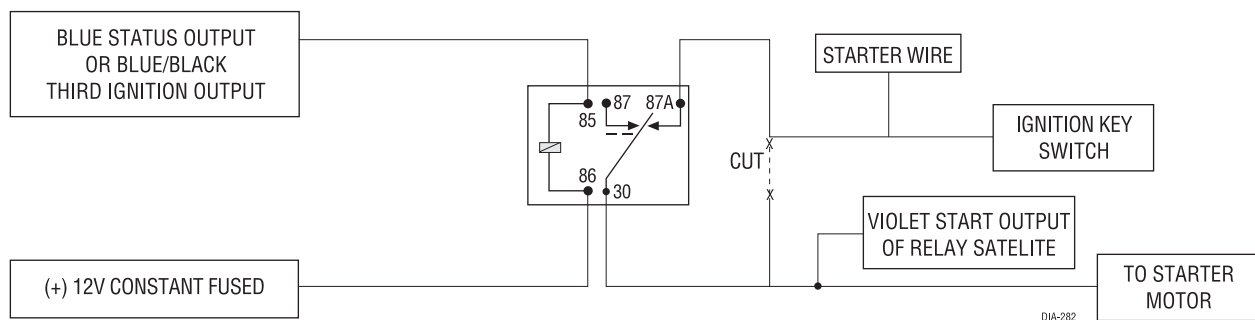 BLUE STATUS OUTPUT
OR BLUE/BLACK
THIRD IGNITION OUTPUT
STARTER WIRE
87
87A
85
IGNITION KEY
SWITCH
CUT
86
30
VIOLET START OUTPUT
OF RELAY SATELITE
(+) 12V CONSTANT FUSED
TO STARTER
MOTOR
DIA-282